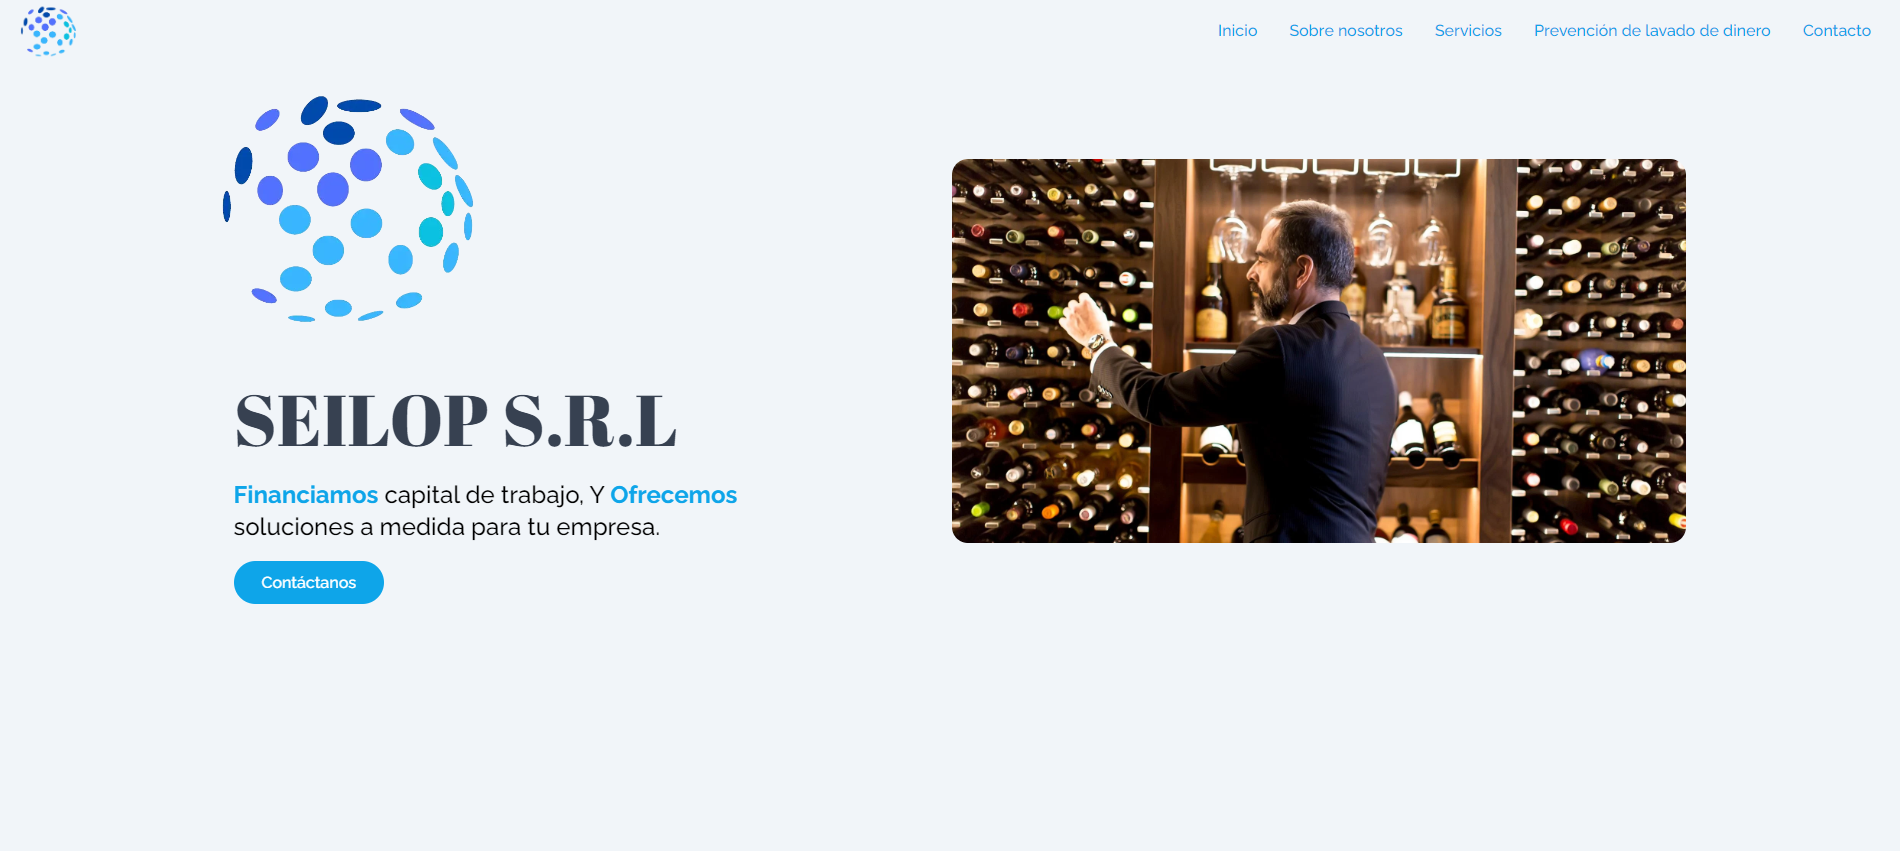 Inicio Sobre nosotros Servicios Prevención de lavado de dinero Contacto
SEILOP S.R.L
Financiamos capital de trabajo, Y Ofrecemos
soluciones a medida para tu empresa.
Contáctanos